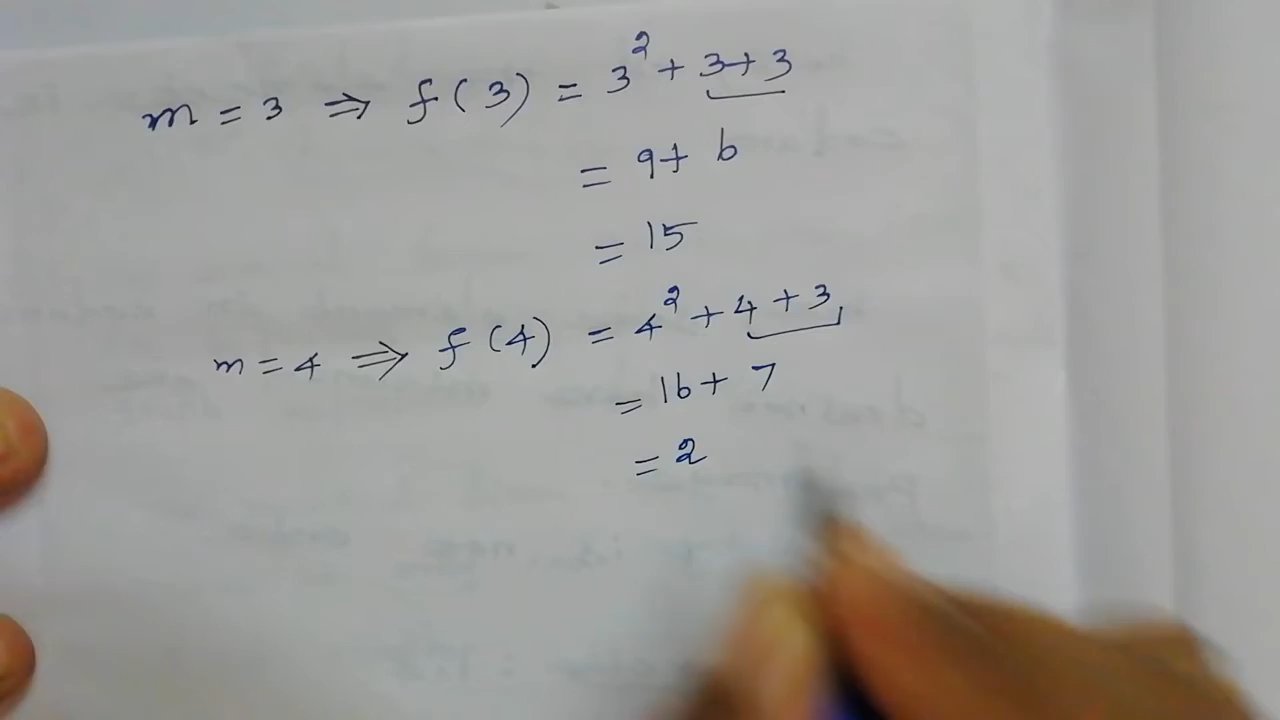 m = 3 ⇒ f(3) = 3² + 3+3
= 9+ 6
= 15
m = 4 ⇒ f(4) = 4² + 4 + 3
= 16 + 7
= 2